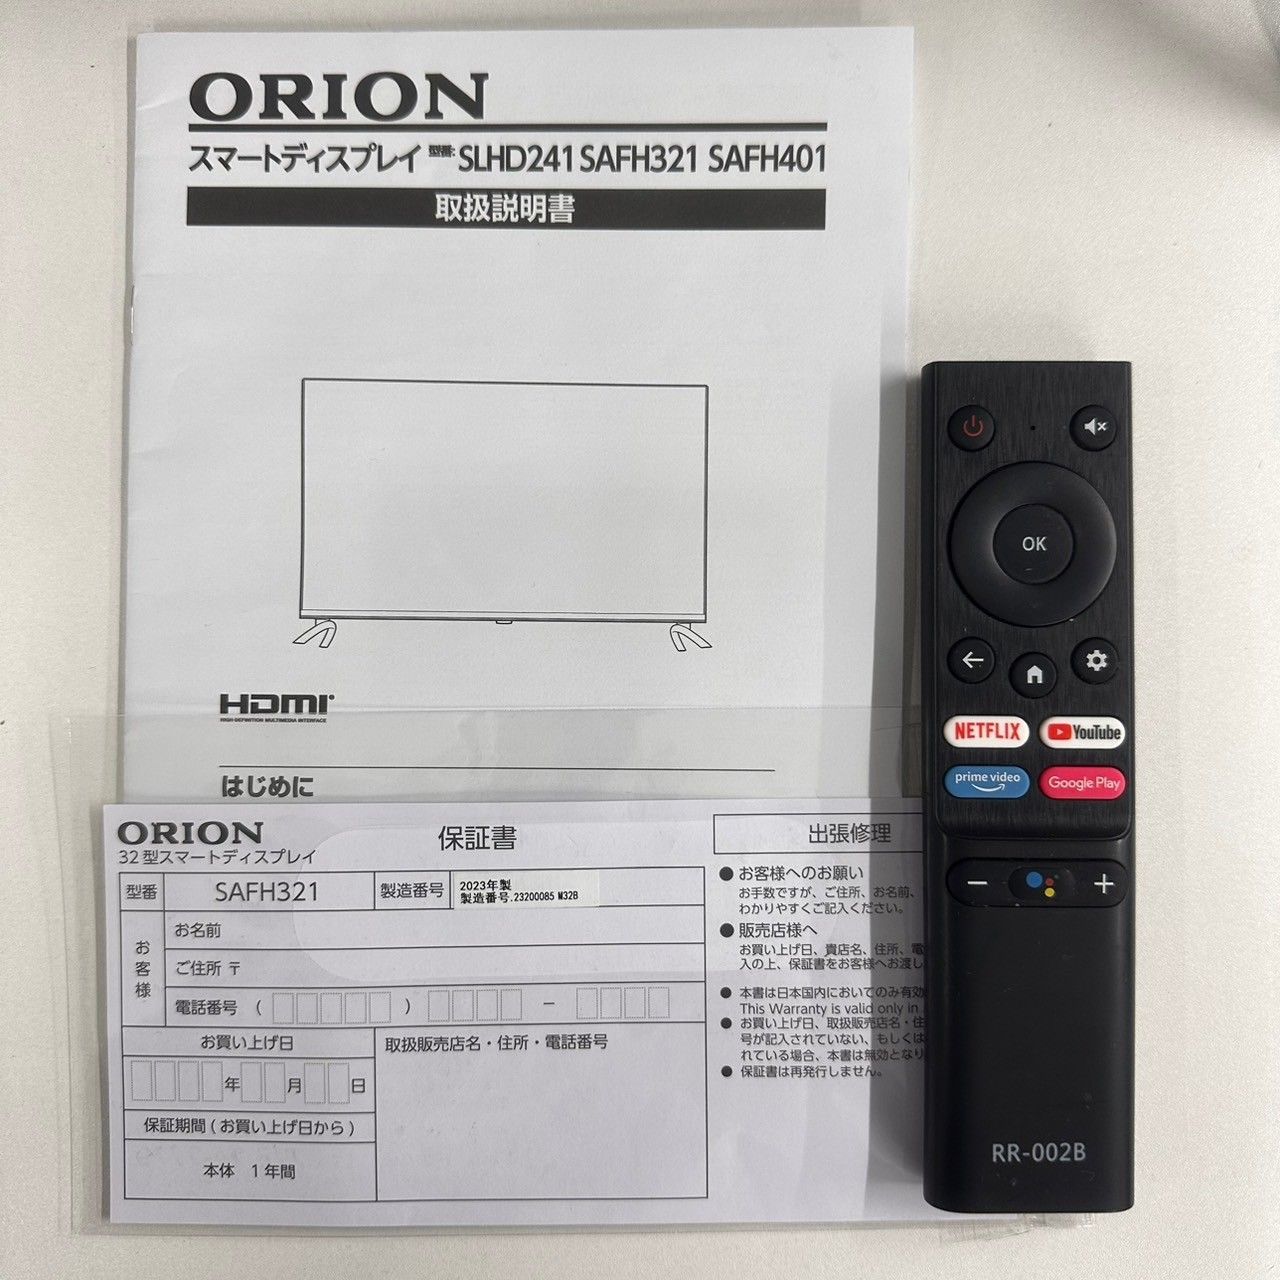 ORION
スマートディスプレイ 型番: SLHD241 SAFH321 SAFH401
取扱説明書
HDMI
HIGH-DEFINITION MULTIMEDIA INTERFACE
はじめに
ORION
32型スマートディスプレイ
保証書
型番 SAFH321 製造番号 2023年製
製造番号.23200085 M32B
お客様
お名前
ご住所 〒
電話番号 ( ) −
お買い上げ日
年 月 日
保証期間 ( お買い上げ日から )
本体 1年間
取扱販売店名・住所・電話番号
出張修理
● お客様へのお願い
お手数ですが、ご住所、お名前、
わかりやすくご記入ください。
● 販売店様へ
お買い上げ日、貴店名、住所、電
入の上、保証書をお客様へお渡し
● 本書は日本国内においてのみ有効
This Warranty is valid only in
● お買い上げ日、取扱販売店名・住
号が記入されていない、もしくは
れている場合、本書は無効となり
● 保証書は再発行しません。
OK
NETFLIX
YouTube
prime video
Google Play
− +
RR-002B